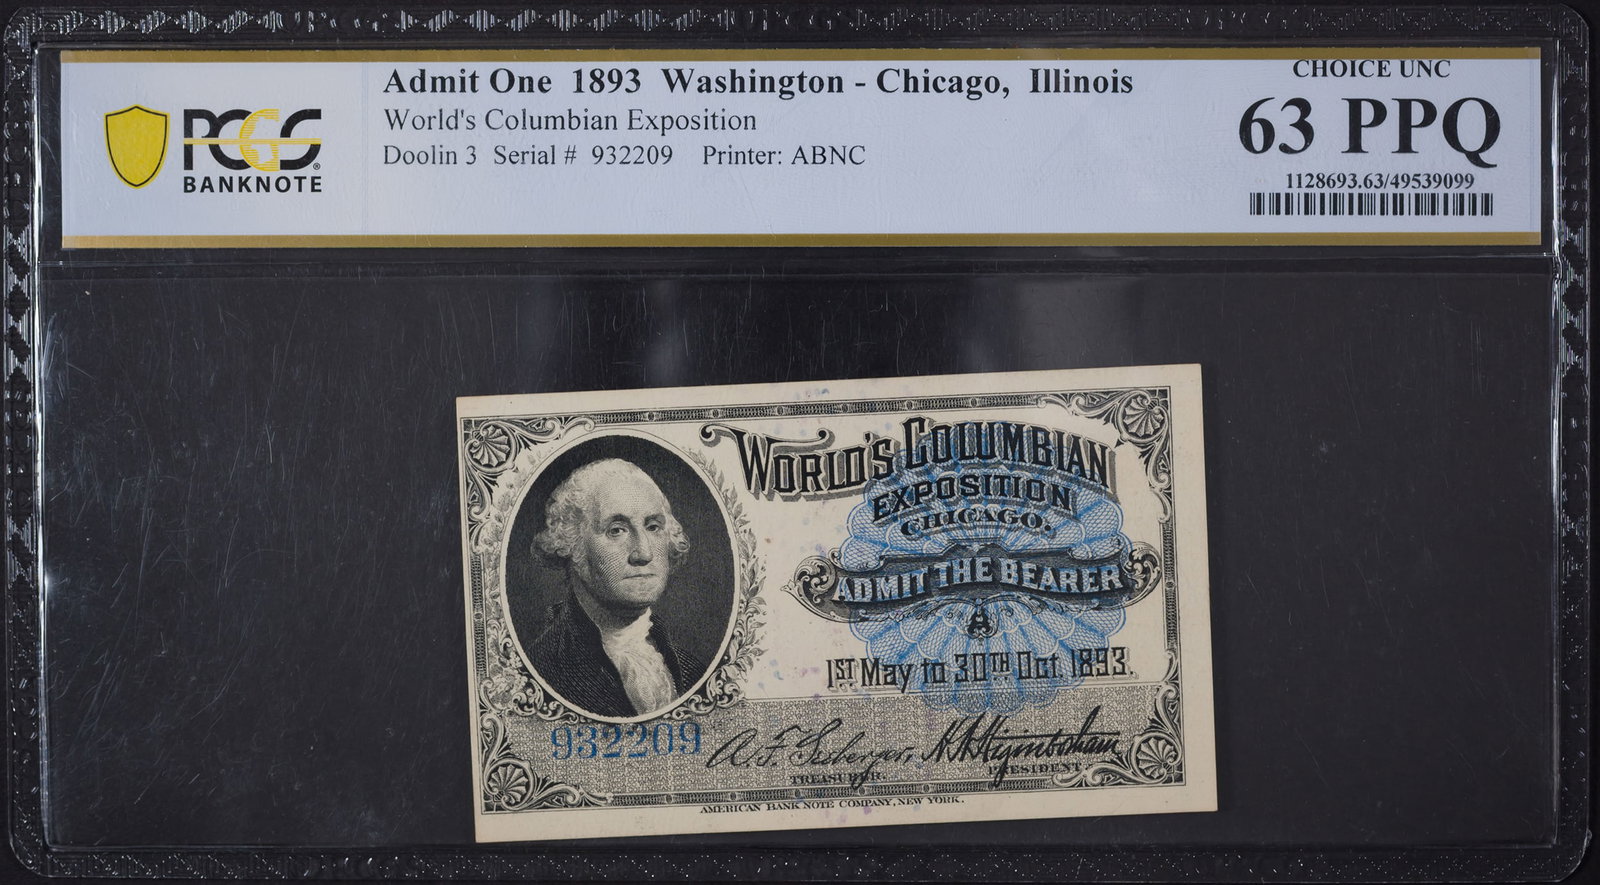 PCGS
BANKNOTE
Admit One 1893 Washington - Chicago, Illinois
World's Columbian Exposition
Doolin 3 Serial # 932209 Printer: ABNC
CHOICE UNC
63 PPQ
1128693.63/49539099
WORLD'S COLUMBIAN
EXPOSITION
CHICAGO.
ADMIT THE BEARER
1ST May to 30TH Oct. 1893.
932209
A. F. Seeberger, H. N. Higinbotham
TREASURER. PRESIDENT.
AMERICAN BANK NOTE COMPANY, NEW YORK.